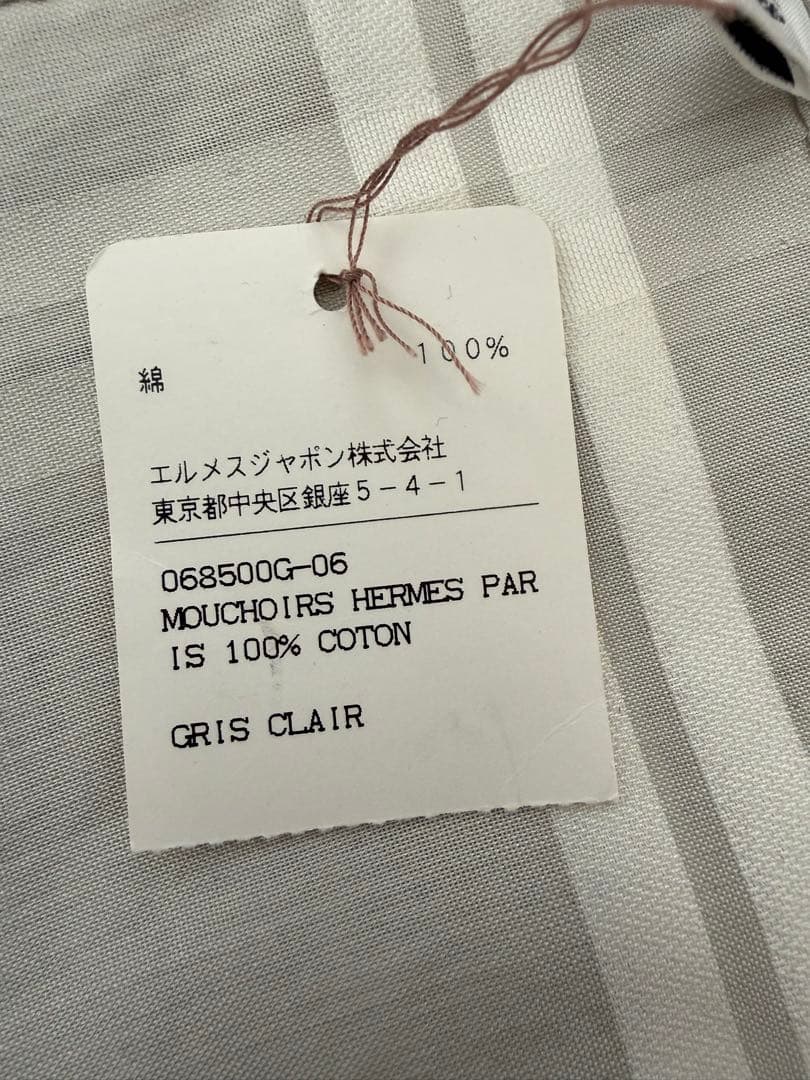 綿 100%
エルメスジャポン株式会社
東京都中央区銀座5-4-1
068500G-06
MOUCHOIRS HERMES PAR
IS 100% COTON
GRIS CLAIR